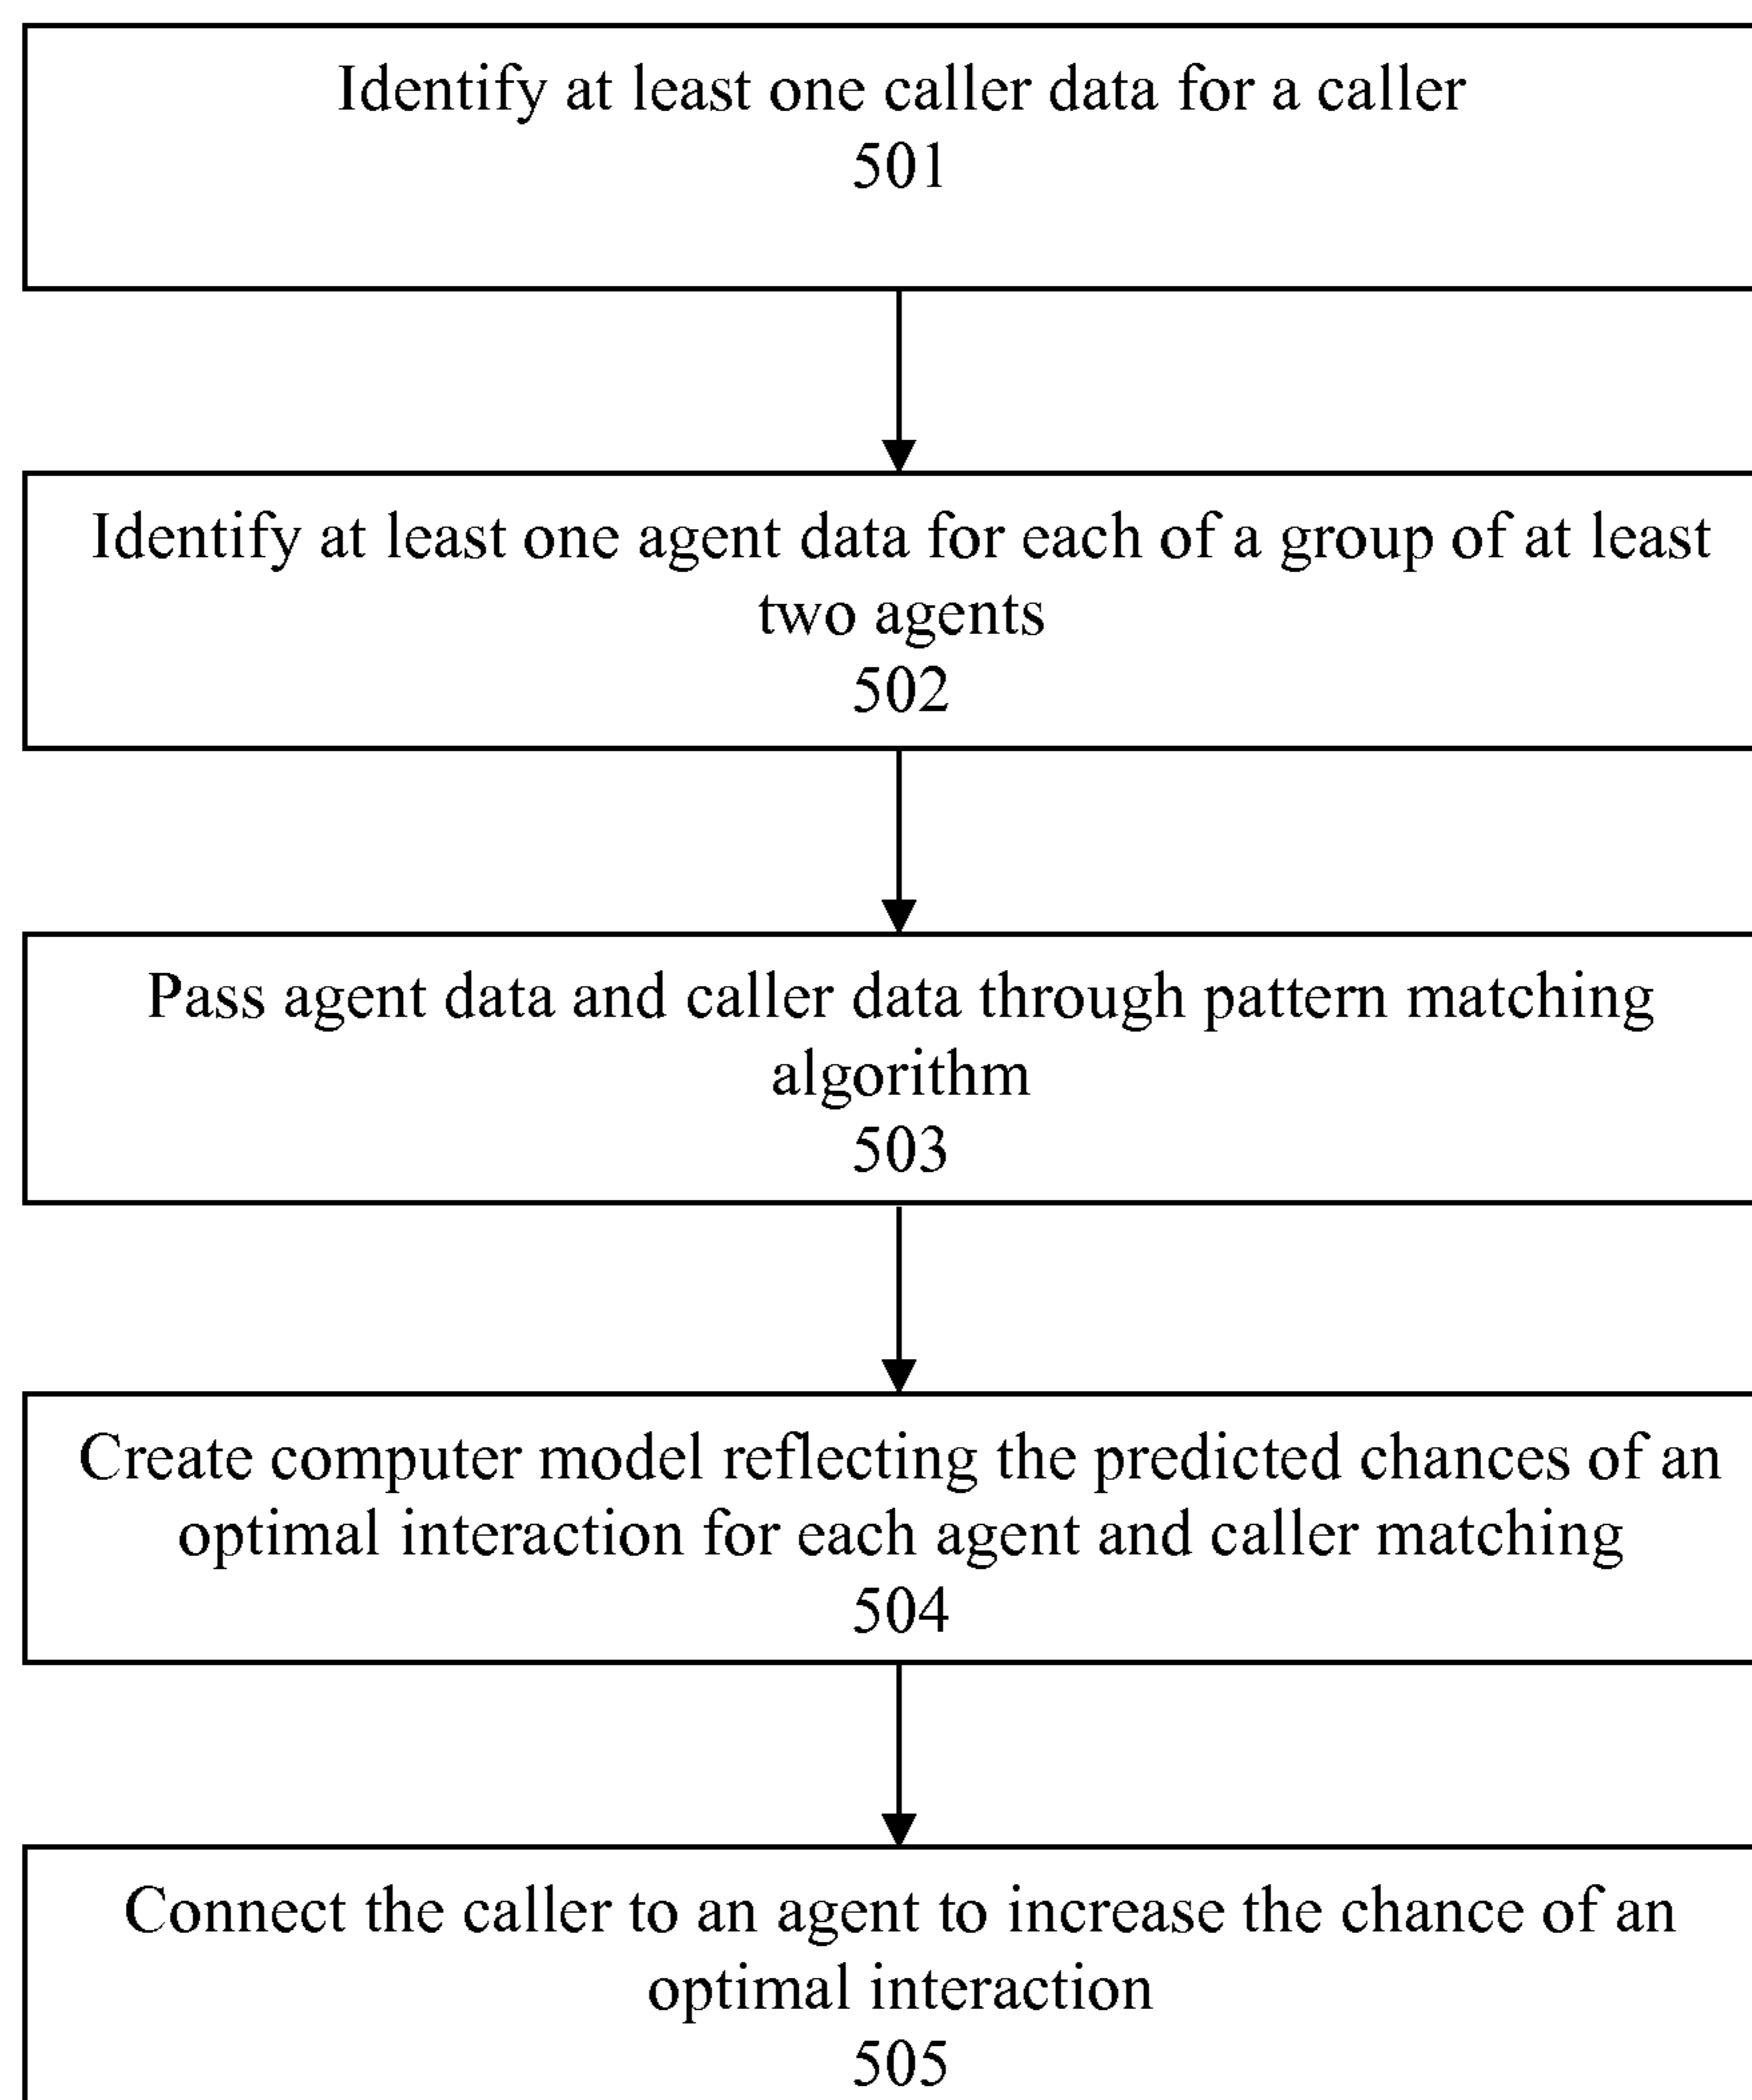 Identify at least one caller data for a caller
501
Identify at least one agent data for each of a group of at least
two agents
502
Pass agent data and caller data through pattern matching
algorithm
503
Create computer model reflecting the predicted chances of an
optimal interaction for each agent and caller matching
504
Connect the caller to an agent to increase the chance of an
optimal interaction
505